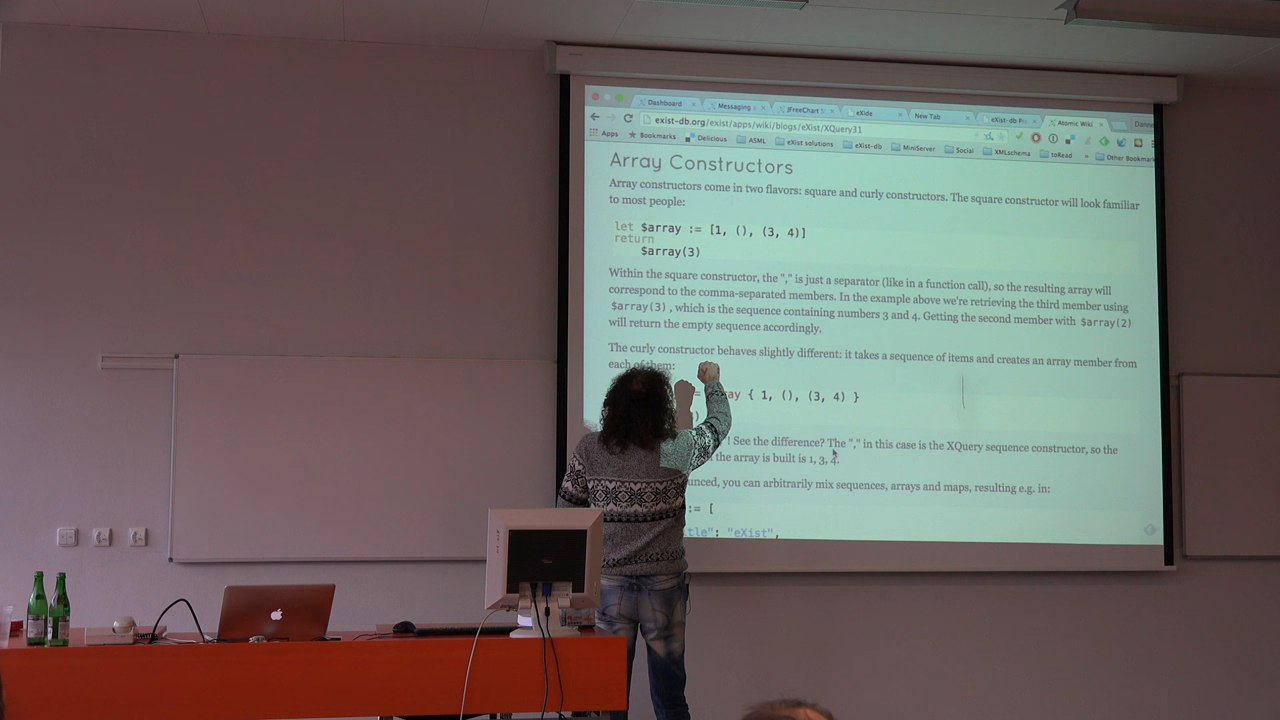 Dashboard
Messaging
JFreeChart
eXide
New Tab
eXist-db Pr
Atomic Wiki
exist-db.org/exist/apps/wiki/blogs/eXist/XQuery31
Apps Bookmarks Delicious ASML eXist solutions eXist-db MiniServer Social XMLschema toRead » Other Bookmark
Array Constructors
Array constructors come in two flavors: square and curly constructors. The square constructor will look familiar
to most people:
let $array := [1, (), (3, 4)]
return
$array(3)
Within the square constructor, the "," is just a separator (like in a function call), so the resulting array will
correspond to the comma-separated members. In the example above we're retrieving the third member using
$array(3) , which is the sequence containing numbers 3 and 4. Getting the second member with $array(2)
will return the empty sequence accordingly.
The curly constructor behaves slightly different: it takes a sequence of items and creates an array member from
each of them:
= ray { 1, (), (3, 4) }
)
! See the difference? The "," in this case is the XQuery sequence constructor, so the
the array is built is 1, 3, 4.
unced, you can arbitrarily mix sequences, arrays and maps, resulting e.g. in:
:= [
tle": "eXist",